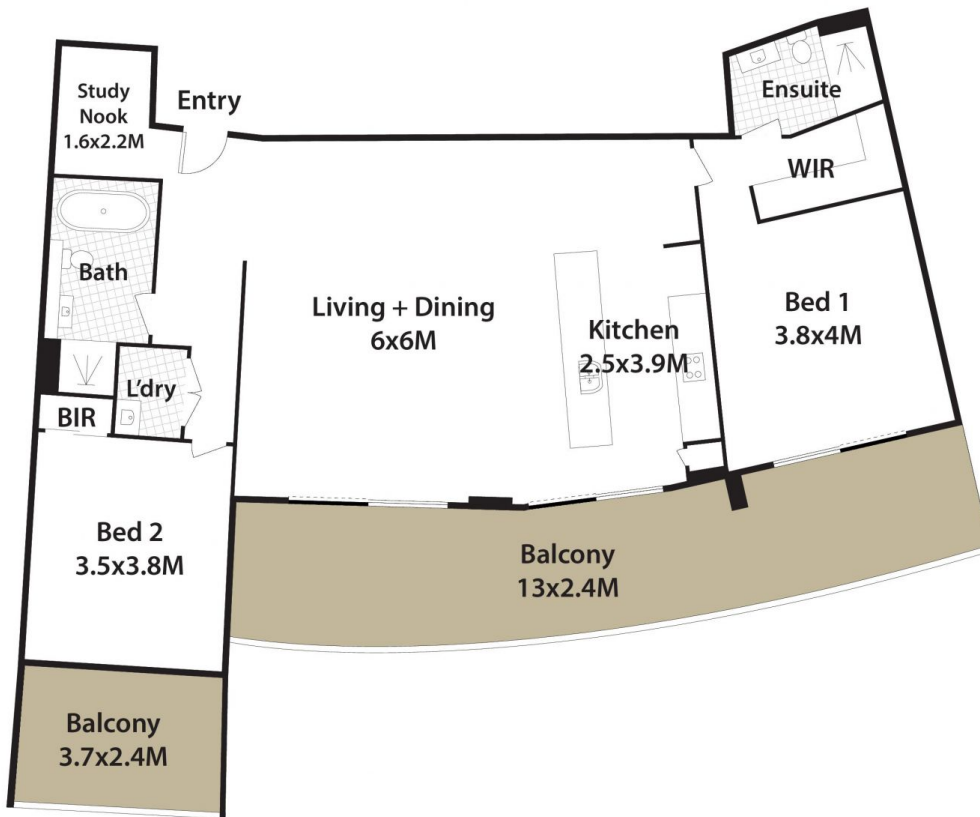 Study
Nook
1.6x2.2M
Entry
Ensuite
WIR
Bath
Living + Dining
6x6M
Kitchen
2.5x3.9M
Bed 1
3.8x4M
L'dry
BIR
Bed 2
3.5x3.8M
Balcony
13x2.4M
Balcony
3.7x2.4M